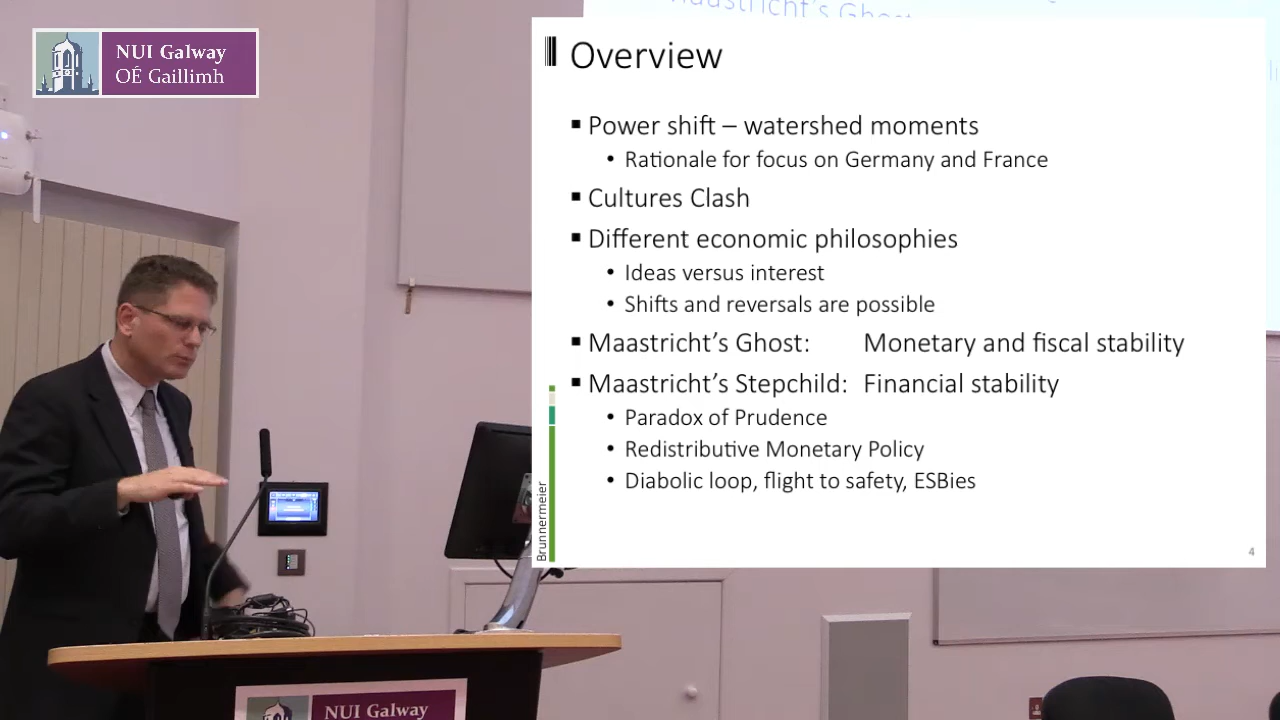 NUI Galway
OÉ Gaillimh
Maastricht's Ghost
Overview
▪ Power shift – watershed moments
• Rationale for focus on Germany and France
▪ Cultures Clash
▪ Different economic philosophies
• Ideas versus interest
• Shifts and reversals are possible
▪ Maastricht's Ghost: Monetary and fiscal stability
▪ Maastricht's Stepchild: Financial stability
• Paradox of Prudence
• Redistributive Monetary Policy
• Diabolic loop, flight to safety, ESBies
Brunnermeier
4
NUI Galway